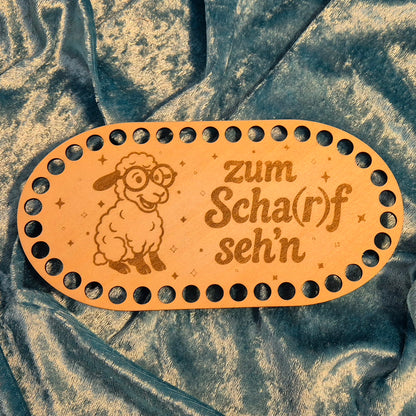 zum
Scha(r)f
seh'n